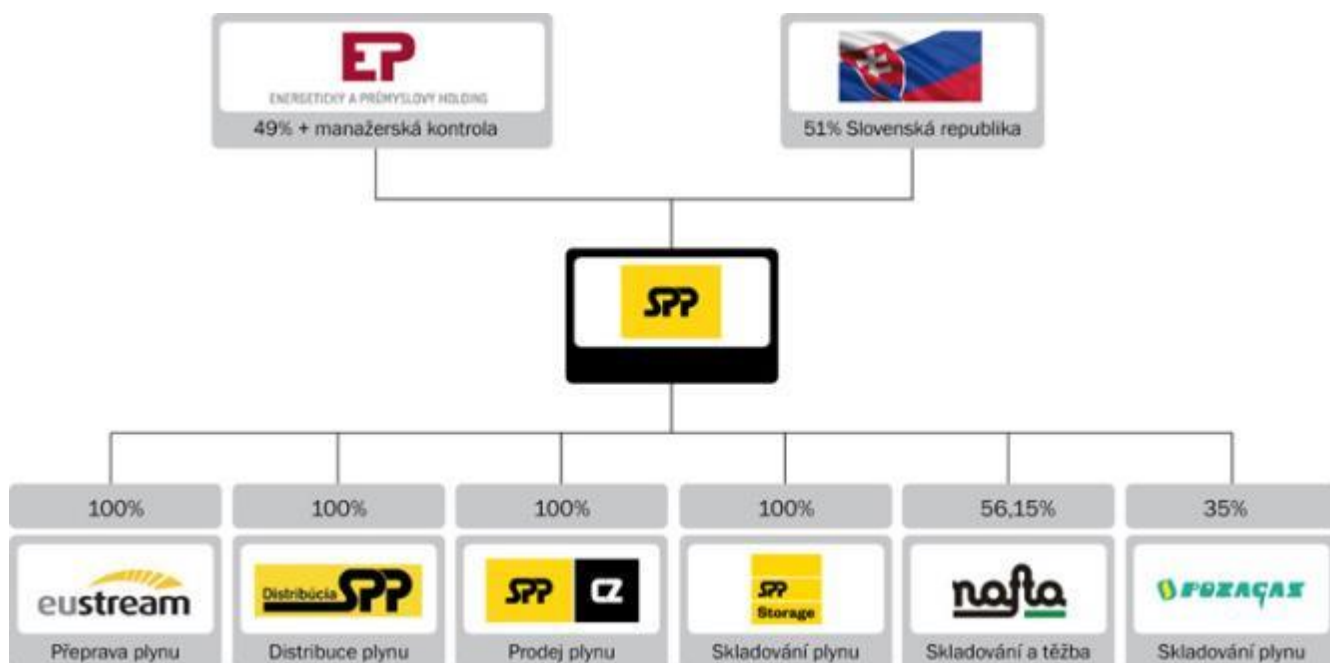 EP
ENERGETICKÝ A PRŮMYSLOVÝ HOLDING
49% + manažerská kontrola
51% Slovenská republika
SPP
100%
100%
100%
100%
56,15%
35%
eustream
Distribúcia SPP
SPP CZ
SPP
Storage
nafta
POZAGAS
Přeprava plynu
Distribuce plynu
Prodej plynu
Skladování plynu
Skladování a těžba
Skladování plynu